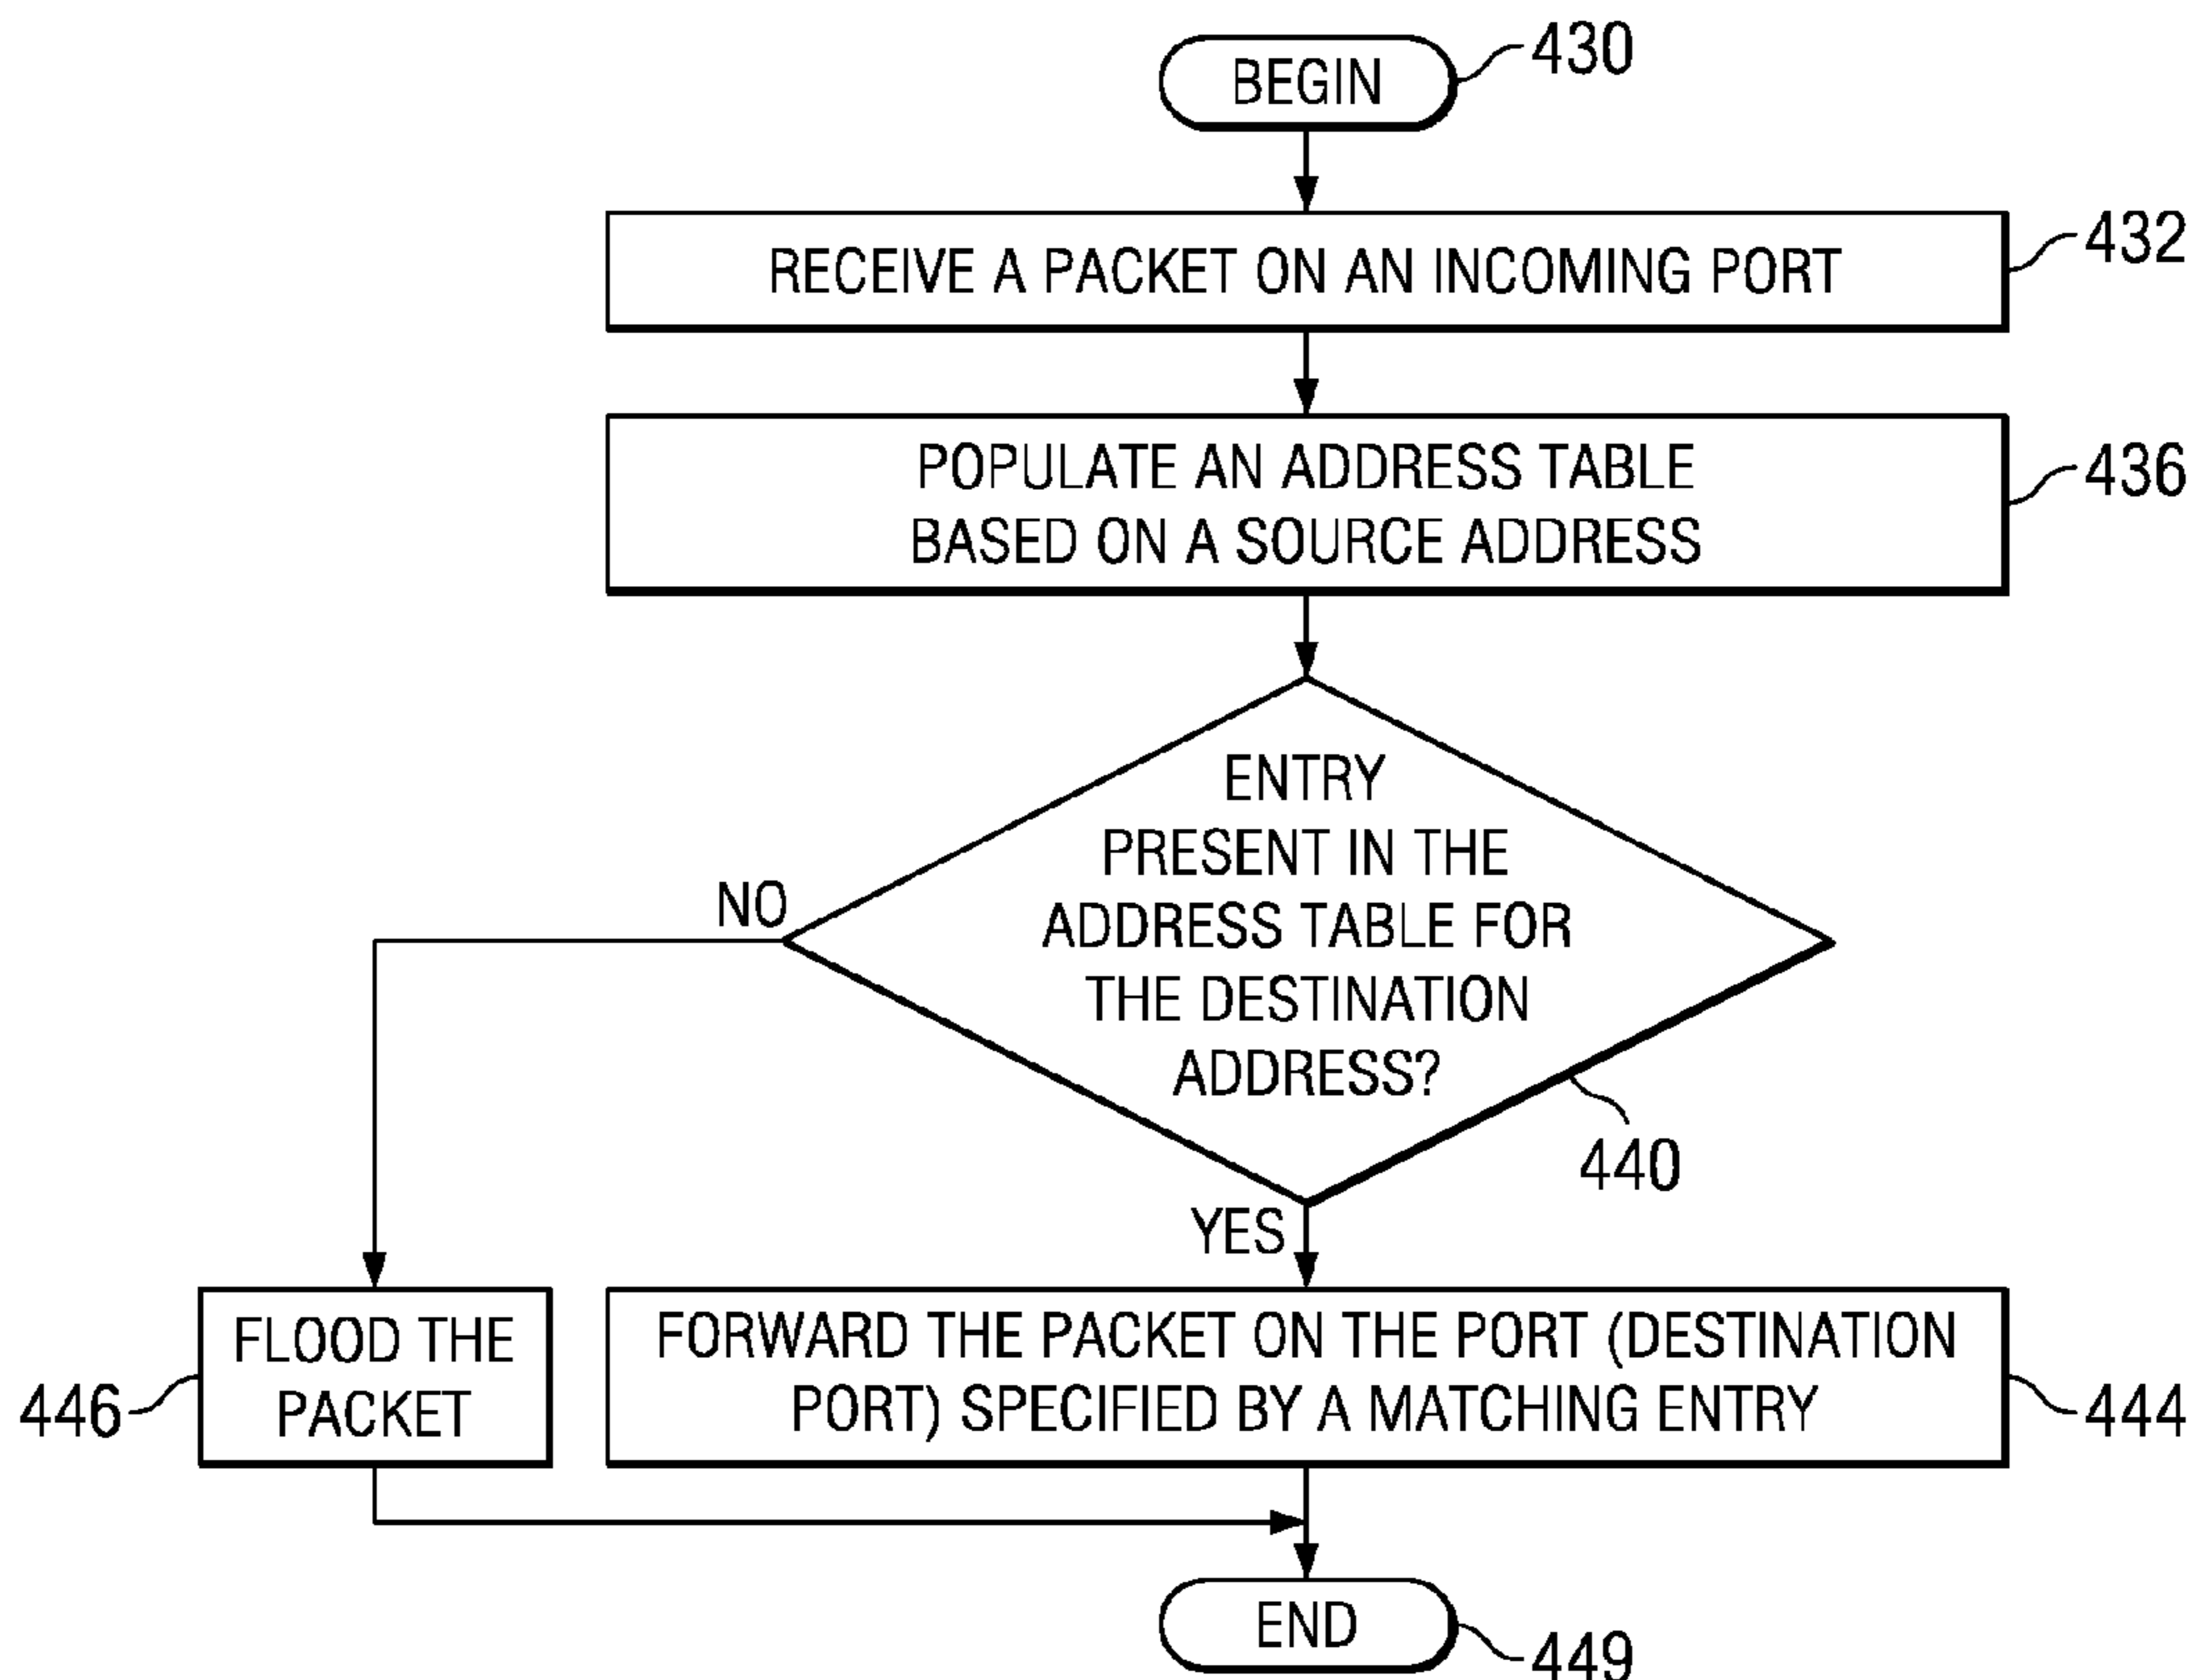 BEGIN
430
RECEIVE A PACKET ON AN INCOMING PORT
432
POPULATE AN ADDRESS TABLE
BASED ON A SOURCE ADDRESS
436
ENTRY
PRESENT IN THE
ADDRESS TABLE FOR
THE DESTINATION
ADDRESS?
NO
440
YES
FLOOD THE
PACKET
446
FORWARD THE PACKET ON THE PORT (DESTINATION
PORT) SPECIFIED BY A MATCHING ENTRY
444
END
449